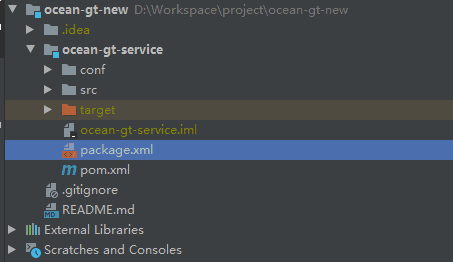 ocean-gt-new D:\Workspace\project\ocean-gt-new
.idea
ocean-gt-service
conf
src
target
ocean-gt-service.iml
package.xml
pom.xml
.gitignore
README.md
External Libraries
Scratches and Consoles